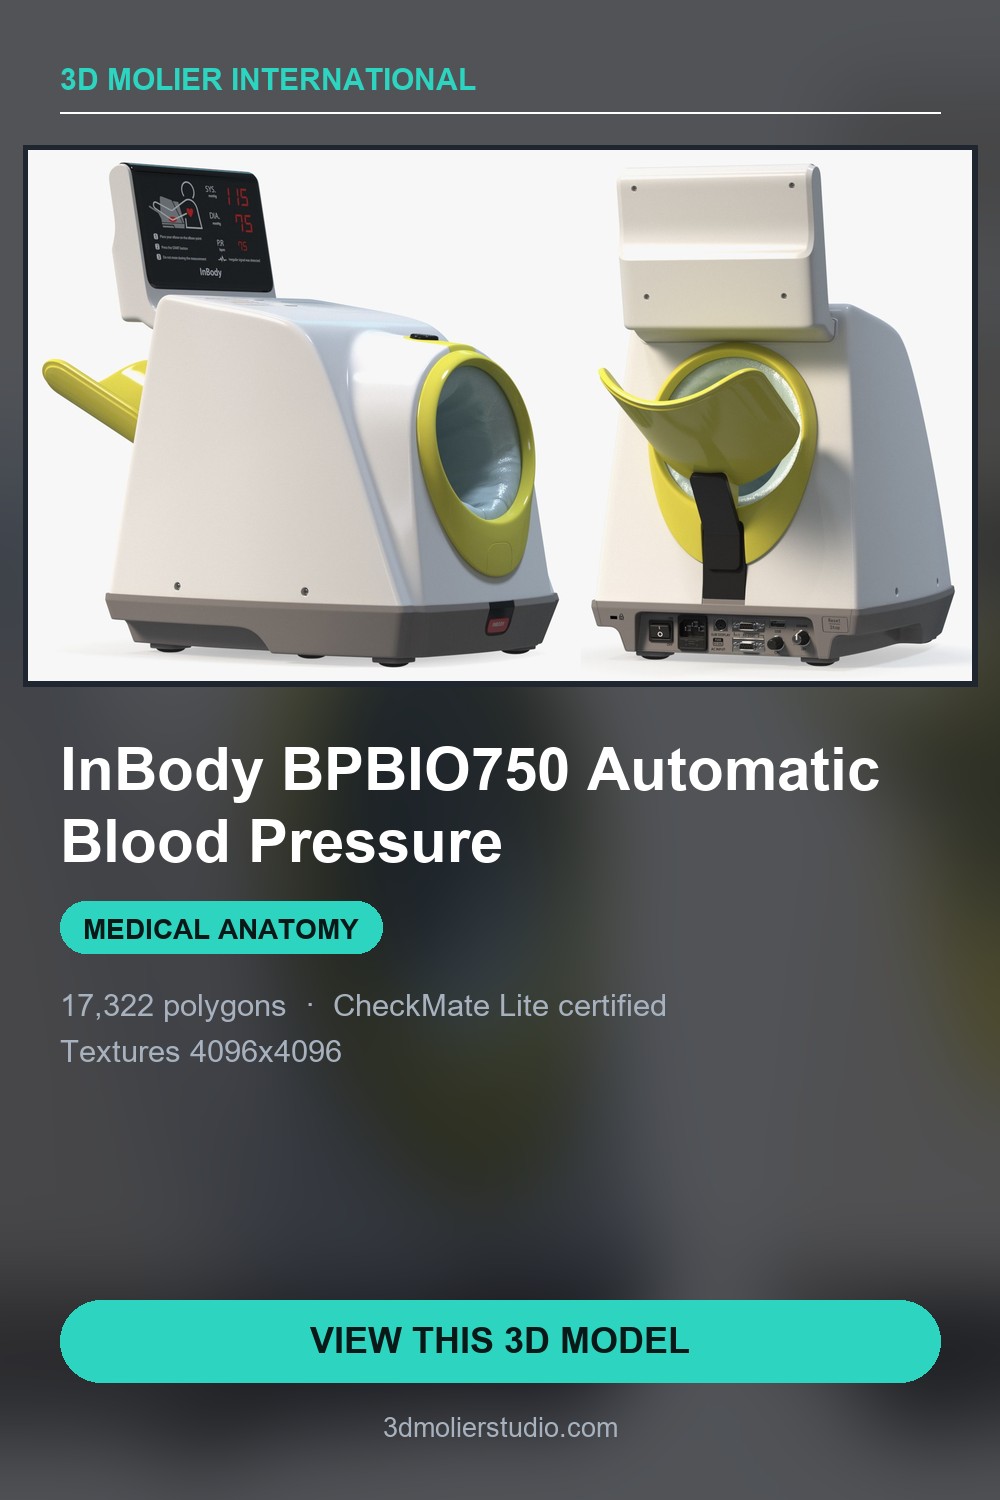 3D MOLIER INTERNATIONAL
SYS.
115
DIA.
75
P.R
75
InBody
InBody BPBIO750 Automatic
Blood Pressure
MEDICAL ANATOMY
17,322 polygons · CheckMate Lite certified
Textures 4096x4096
VIEW THIS 3D MODEL
3dmolierstudio.com